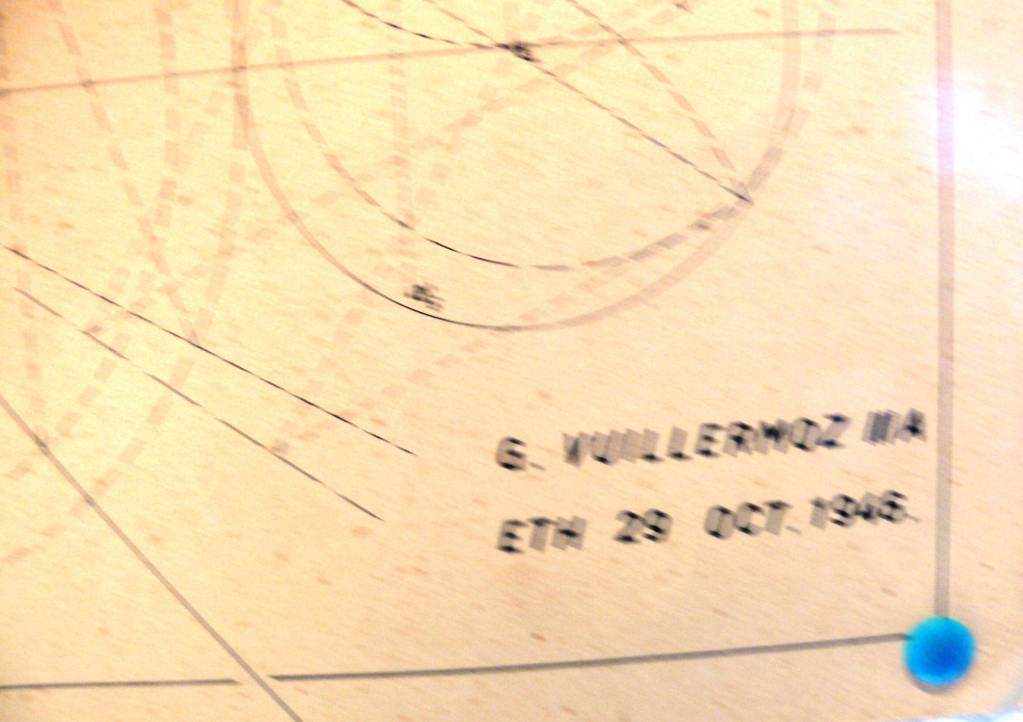 G. VUILLERMOZ IIIA
ETH 29 OCT. 1946.